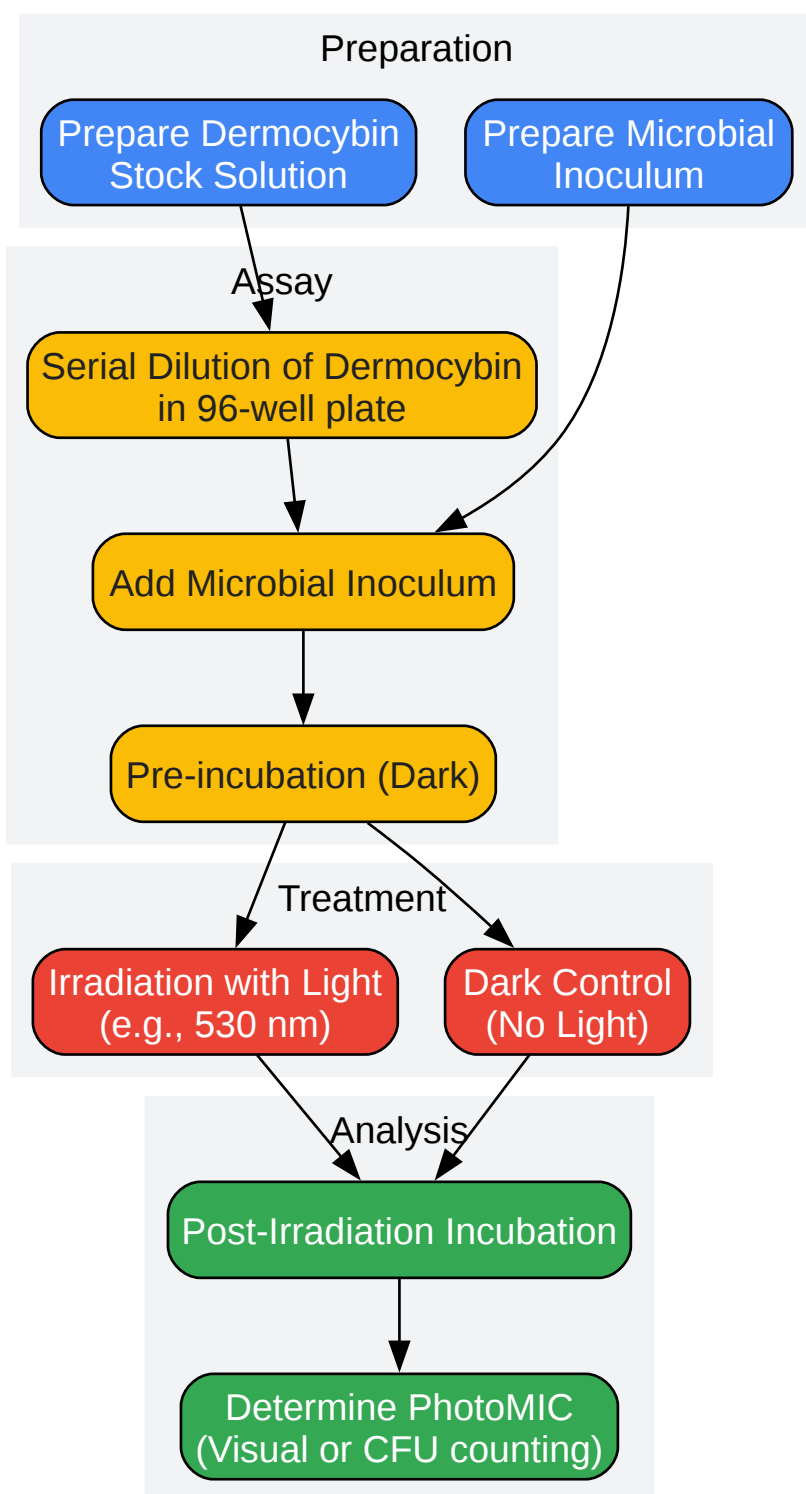 Preparation
Prepare Dermocybin
Stock Solution
Prepare Microbial
Inoculum
Assay
Serial Dilution of Dermocybin
in 96-well plate
Add Microbial Inoculum
Pre-incubation (Dark)
Treatment
Irradiation with Light
(e.g., 530 nm)
Dark Control
(No Light)
Analysis
Post-Irradiation Incubation
Determine PhotoMIC
(Visual or CFU counting)